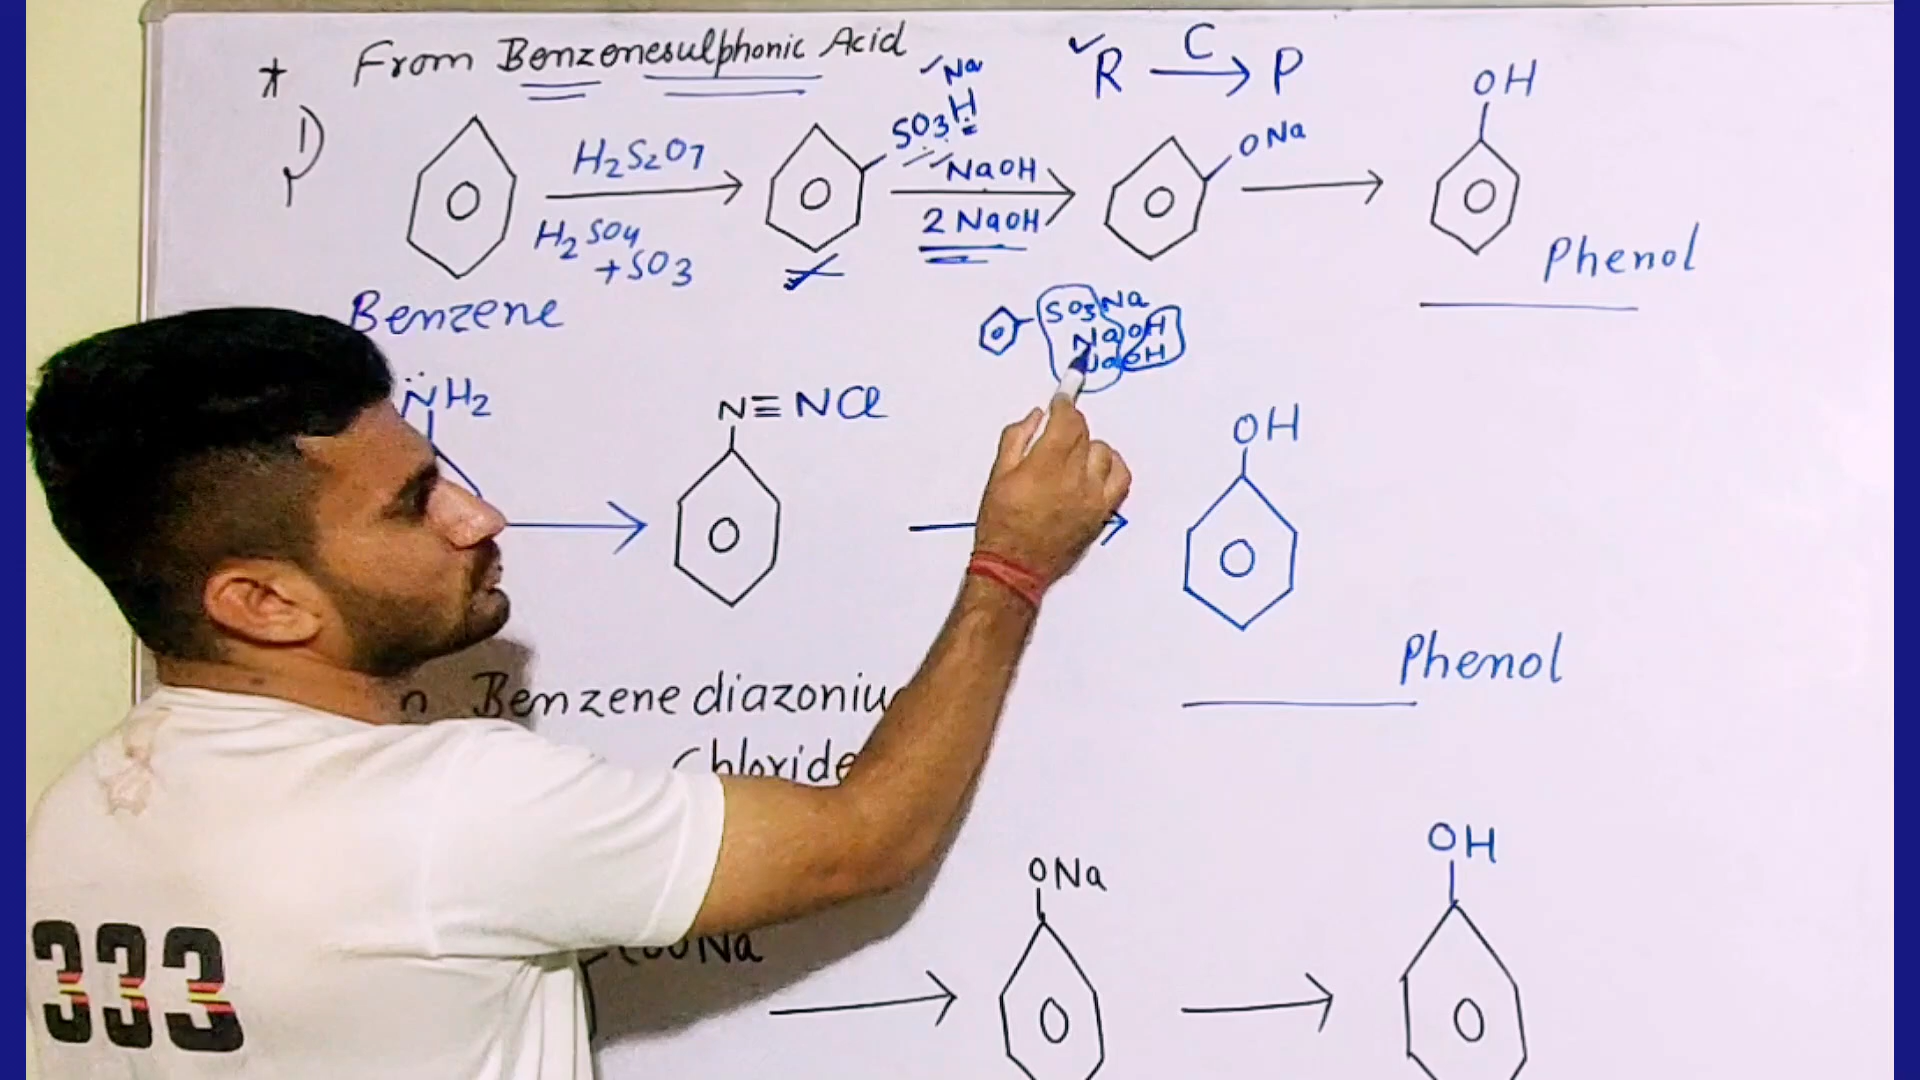 * From Benzenesulphonic Acid
✓R C→ P
1)
H2S2O7
H2SO4
+SO3
Benzene
✓Na
SO3H
✓NaOH
2 NaOH
ONa
OH
Phenol
SO3Na
NaOH
NaOH
NH2
N≡NCl
OH
Phenol
Benzene
Chloride
COONa
ONa
OH
333